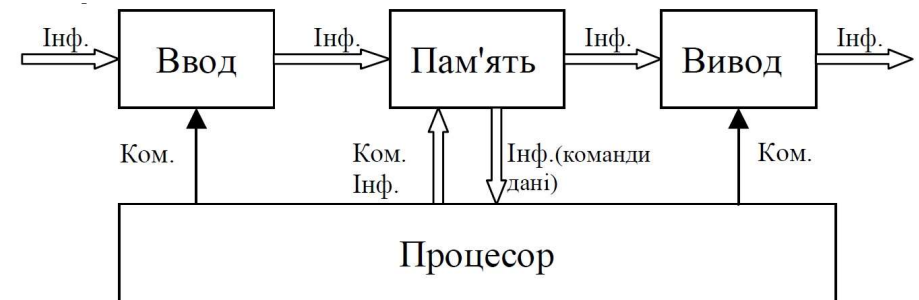 Інф.
Ввод
Інф.
Пам'ять
Інф.
Вивод
Інф.
Ком.
Ком.
Інф.
Інф.(команди
дані)
Ком.
Процесор